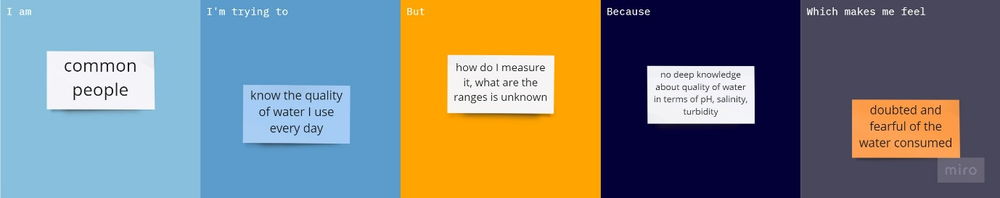 I am
common
people
I'm trying to
know the quality
of water I use
every day
But
how do I measure
it, what are the
ranges is unknown
Because
no deep knowledge
about quality of water
in terms of pH, salinity,
turbidity
Which makes me feel
doubted and
fearful of the
water consumed
miro